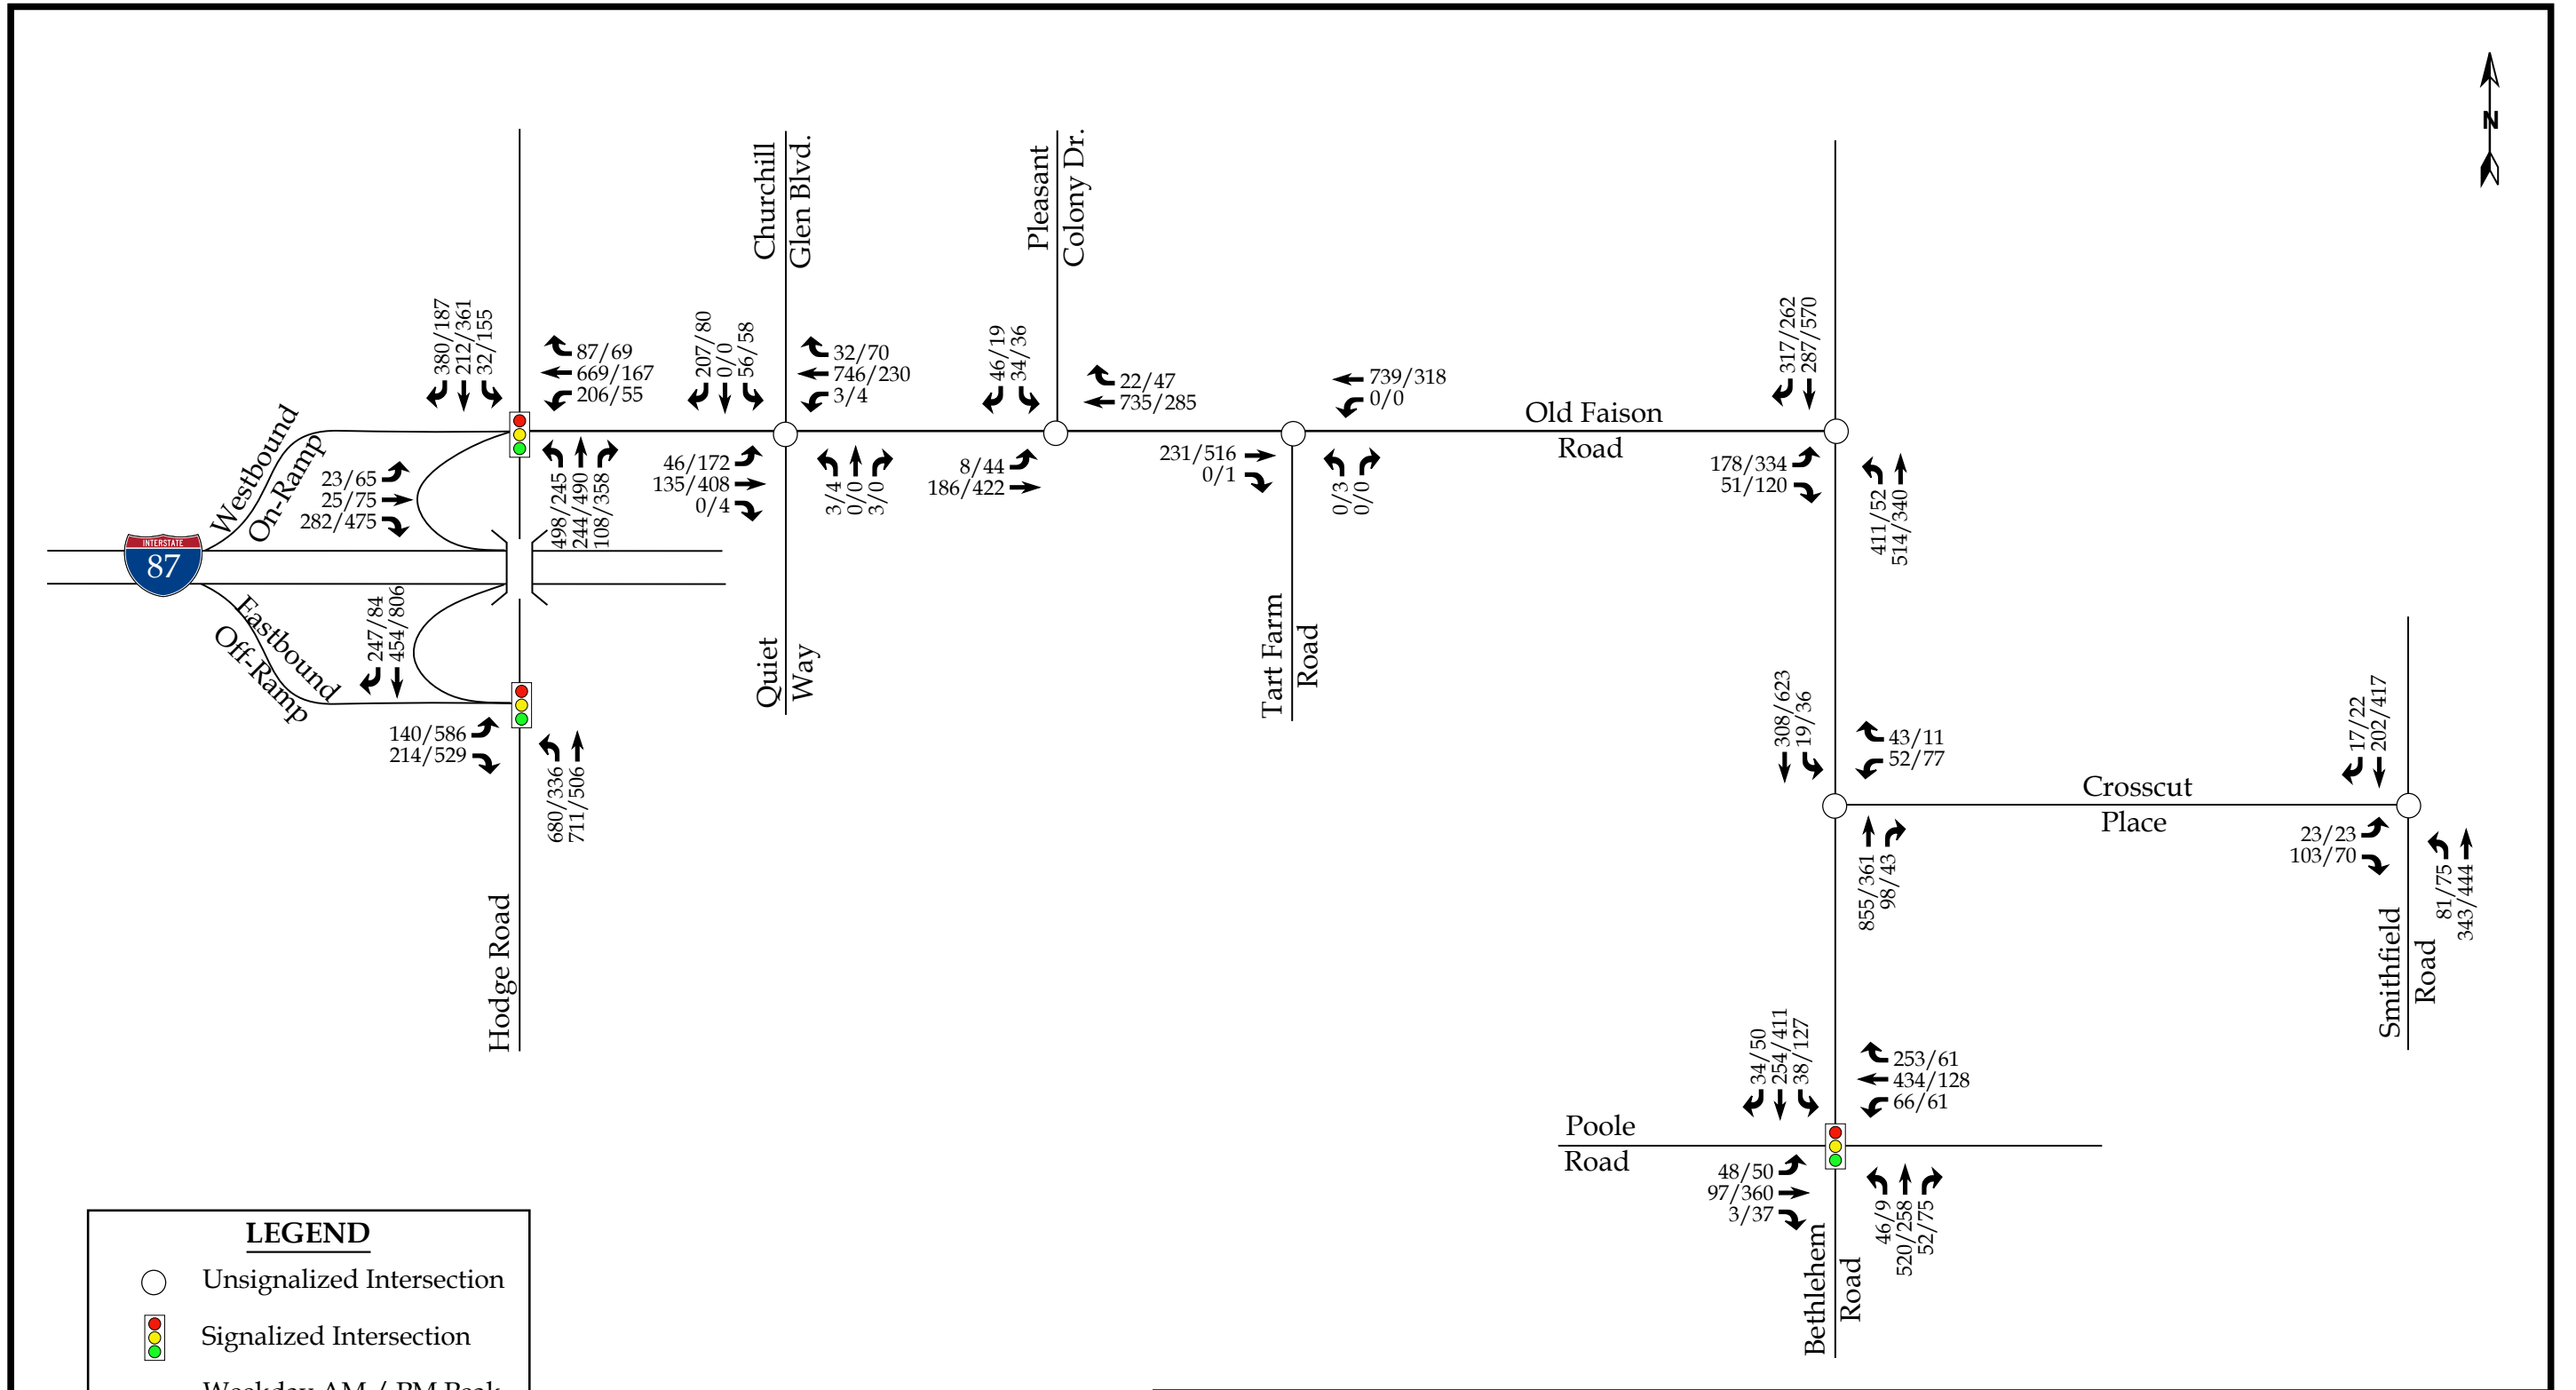 N
Churchill
Glen Blvd.
Pleasant
Colony Dr.
380/187
212/361
32/155
87/69
669/167
206/55
207/80
0/0
56/58
32/70
746/230
3/4
46/19
34/36
22/47
735/285
739/318
0/0
Old Faison
Road
317/262
287/570
Westbound
On-Ramp
23/65
25/75
282/475
498/245
244/490
108/358
46/172
135/408
0/4
3/4
0/0
3/0
8/44
186/422
231/516
0/1
0/3
0/0
178/334
51/120
411/52
514/340
INTERSTATE
87
Eastbound
Off-Ramp
247/84
454/806
140/586
214/529
680/336
711/506
Quiet
Way
Tart Farm
Road
308/623
19/36
43/11
52/77
Crosscut
Place
17/22
202/417
23/23
103/70
81/75
343/444
855/361
98/43
Hodge Road
Smithfield
Road
34/50
254/411
38/127
253/61
434/128
66/61
Poole
Road
48/50
97/360
3/37
46/9
520/258
52/75
Bethlehem
Road
LEGEND
Unsignalized Intersection
Signalized Intersection
Weekday AM / PM Peak